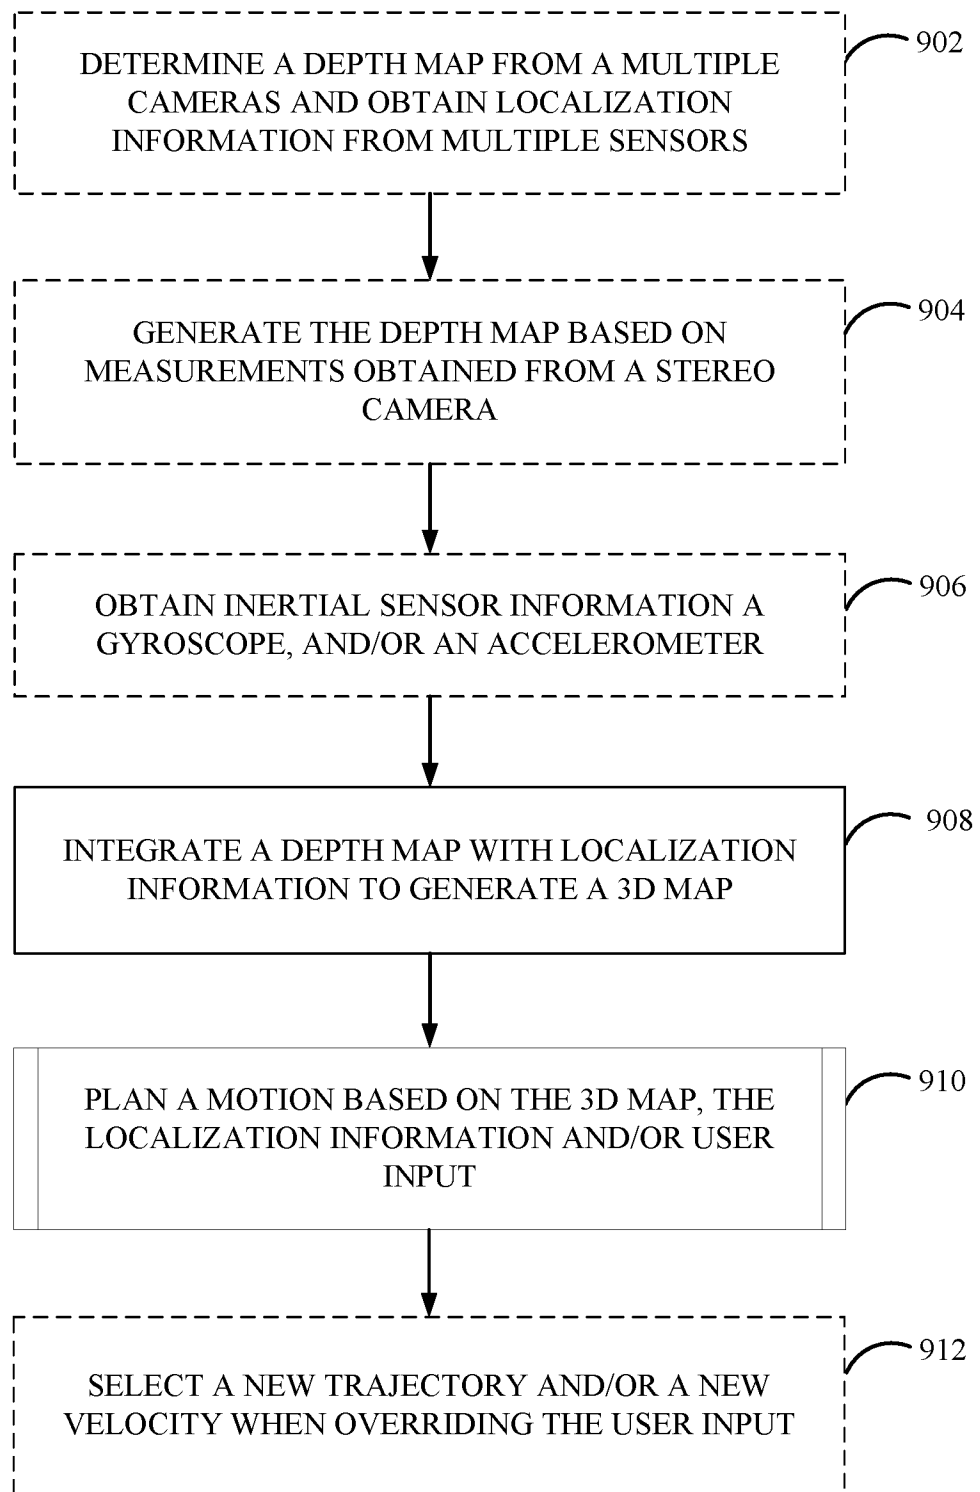 DETERMINE A DEPTH MAP FROM A MULTIPLE
CAMERAS AND OBTAIN LOCALIZATION
INFORMATION FROM MULTIPLE SENSORS
902
GENERATE THE DEPTH MAP BASED ON
MEASUREMENTS OBTAINED FROM A STEREO
CAMERA
904
OBTAIN INERTIAL SENSOR INFORMATION A
GYROSCOPE, AND/OR AN ACCELEROMETER
906
INTEGRATE A DEPTH MAP WITH LOCALIZATION
INFORMATION TO GENERATE A 3D MAP
908
PLAN A MOTION BASED ON THE 3D MAP, THE
LOCALIZATION INFORMATION AND/OR USER
INPUT
910
SELECT A NEW TRAJECTORY AND/OR A NEW
VELOCITY WHEN OVERRIDING THE USER INPUT
912